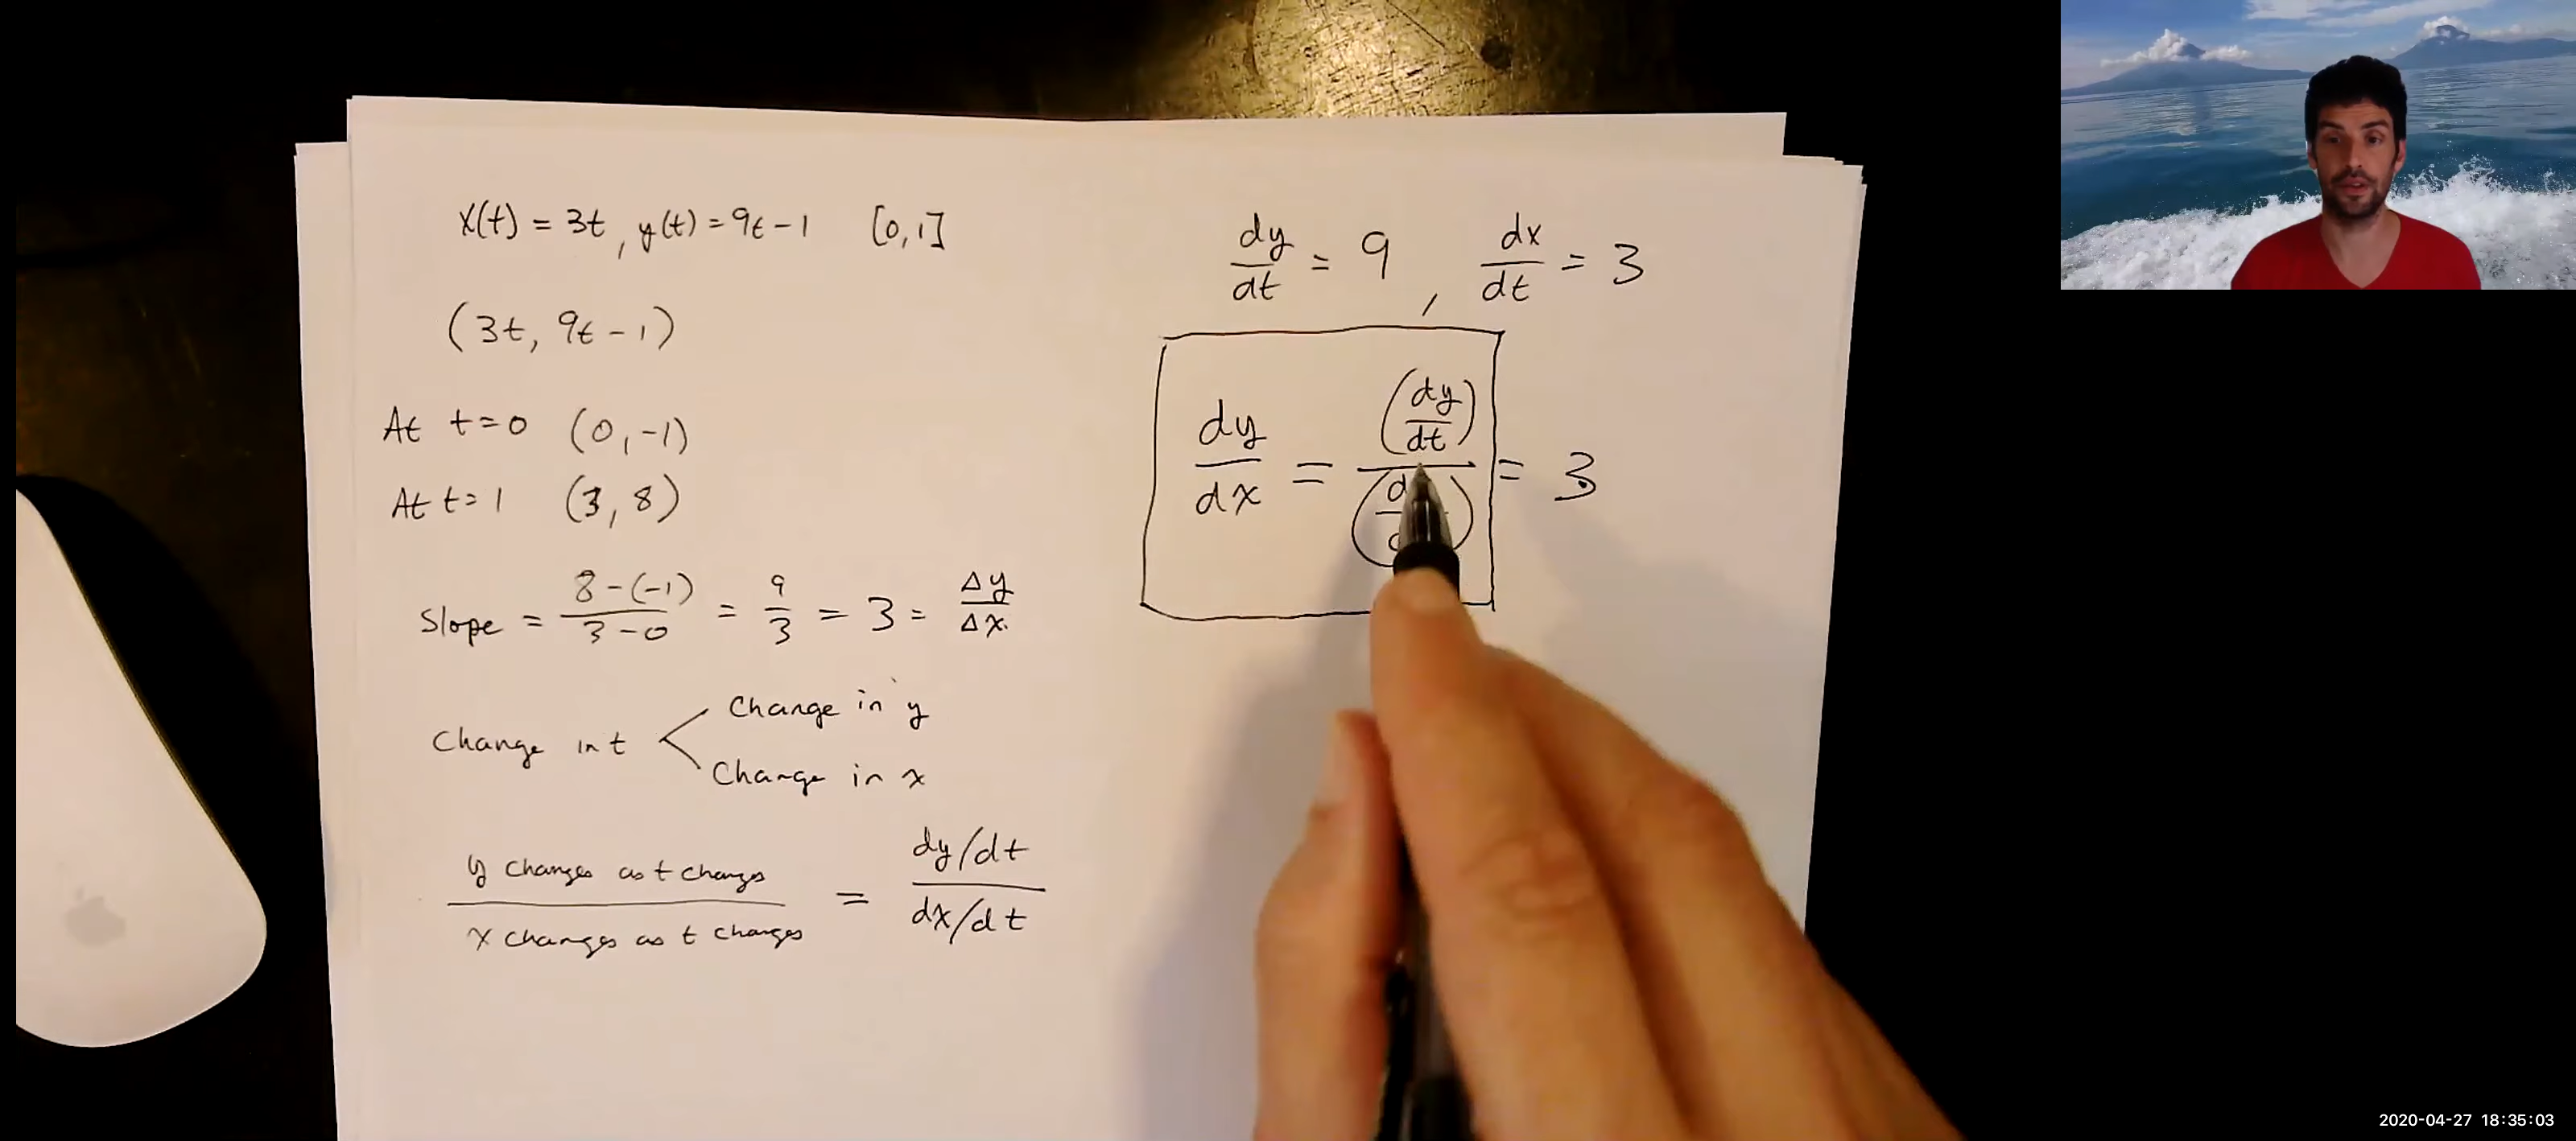 x(t) = 3t, y(t) = 9t - 1 [0,1]
(3t, 9t - 1)
At t = 0 (0, -1)
At t = 1 (3, 8)
Slope = (8 - (-1))/(3 - 0) = 9/3 = 3 = Δy/Δx
Change in t < Change in y
Change in x
y changes as t changes / x changes as t changes = (dy/dt)/(dx/dt)
dy/dt = 9, dx/dt = 3
dy/dx = (dy/dt)/(d = 3
2020-04-27 18:35:03